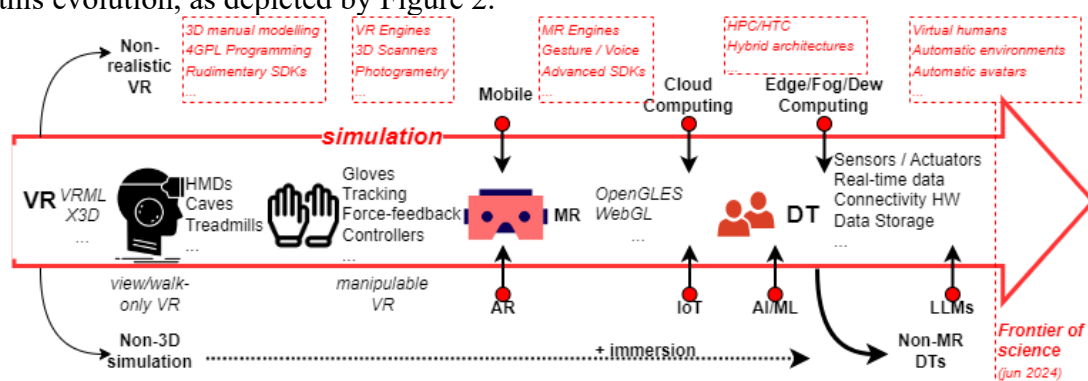 this evolution, as depicted by Figure 2.
Non-
realistic
VR
3D manual modelling
4GPL Programming
Rudimentary SDKs
...
VR Engines
3D Scanners
Photogrametry
...
Mobile
MR Engines
Gesture / Voice
Advanced SDKs
...
Cloud
Computing
HPC/HTC
Hybrid architectures
...
Edge/Fog/Dew
Computing
Virtual humans
Automatic environments
Automatic avatars
...
simulation
VR
VRML
X3D
...
HMDs
Caves
Treadmills
...
Gloves
Tracking
Force-feedback
Controllers
...
MR
OpenGLES
WebGL
...
DT
Sensors / Actuators
Real-time data
Connectivity HW
Data Storage
...
view/walk-
only VR
manipulable
VR
AR
IoT
AI/ML
LLMs
Non-3D
simulation
+ immersion
Non-MR
DTs
Frontier of
science
(jun 2024)